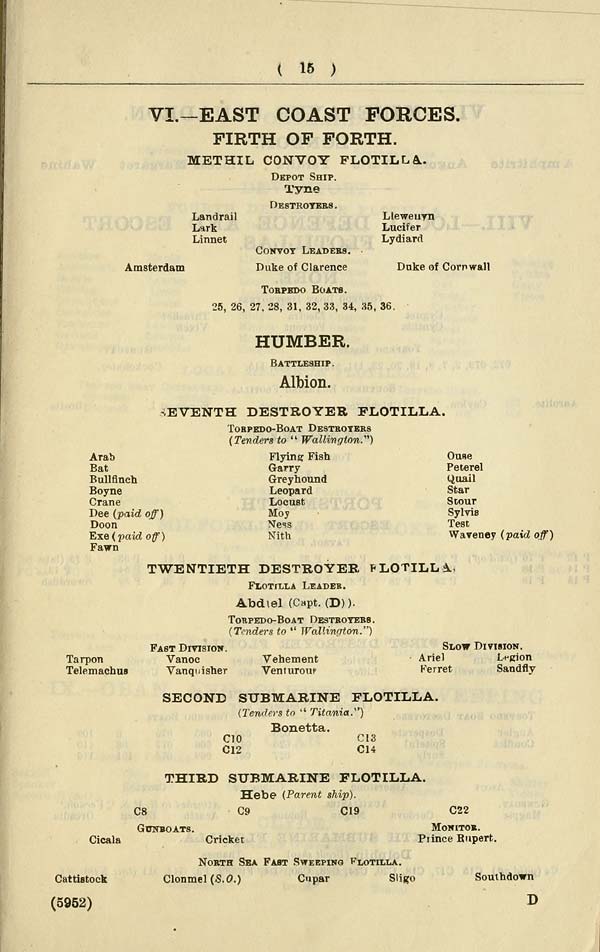 ( 15 )
VI.—EAST COAST FORCES.
FIRTH OF FORTH.
METHIL CONVOY FLOTILLA.
DEPOT SHIP.
Tyne
DESTROYERS.
Landrail Llewellyn
Lark Lucifer
Linnet Lydiard
CONVOY LEADERS.
Amsterdam Duke of Clarence Duke of Cornwall
TORPEDO BOATS.
25, 26, 27, 28, 31, 32, 33, 34, 35, 36.
HUMBER.
BATTLESHIP.
Albion.
SEVENTH DESTROYER FLOTILLA.
TORPEDO-BOAT DESTROYERS
(Tenders to "Wallington.")
Arab Flying Fish Ouse
Bat Garry Peterel
Bullfinch Greyhound Quail
Boyne Leopard Star
Crane Locust Stour
Dee (paid off) Moy Sylvia
Doon Ness Test
Exe (paid off) Nith Waveney (paid off)
Fawn
TWENTIETH DESTROYER FLOTILLA.
FLOTILLA LEADER.
Abdiel (Capt. (D)).
TORPEDO-BOAT DESTROYERS.
(Tenders to "Wallington.")
FAST DIVISION. SLOW DIVISION.
Tarpon Vanoc Vehement Ariel Legion
Telemachus Vanquisher Venturous Ferret Sandfly
SECOND SUBMARINE FLOTILLA.
(Tenders to "Titania.")
Bonetta.
C10 C13
C12 C14
THIRD SUBMARINE FLOTILLA.
Hebe (Parent ship).
C8 C9 C19 C22
GUNBOATS. MONITOR.
Cicala Cricket Prince Rupert.
NORTH SEA FAST SWEEPING FLOTILLA.
Cattistock Clonmel (S.O.) Cupar Sligo Southdown
(5952) D